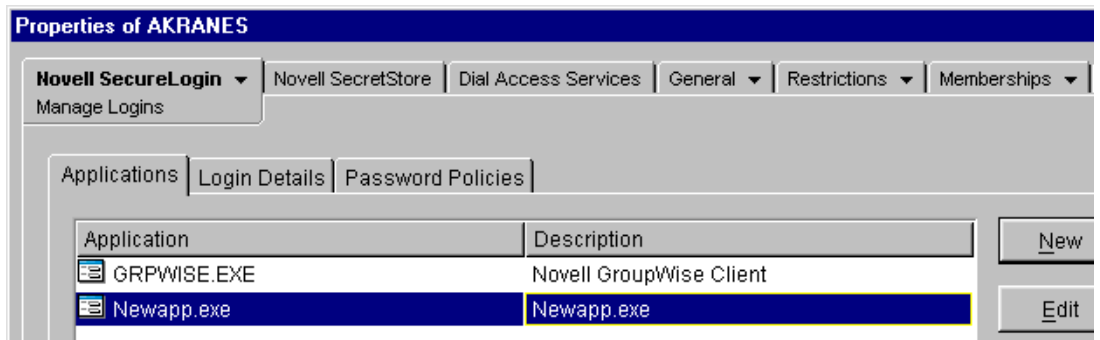 Properties of AKRANES
Novell SecureLogin Novell SecretStore Dial Access Services General Restrictions Memberships
Manage Logins
Applications Login Details Password Policies
Application Description New
GRPWISE.EXE Novell GroupWise Client
Newapp.exe Newapp.exe Edit